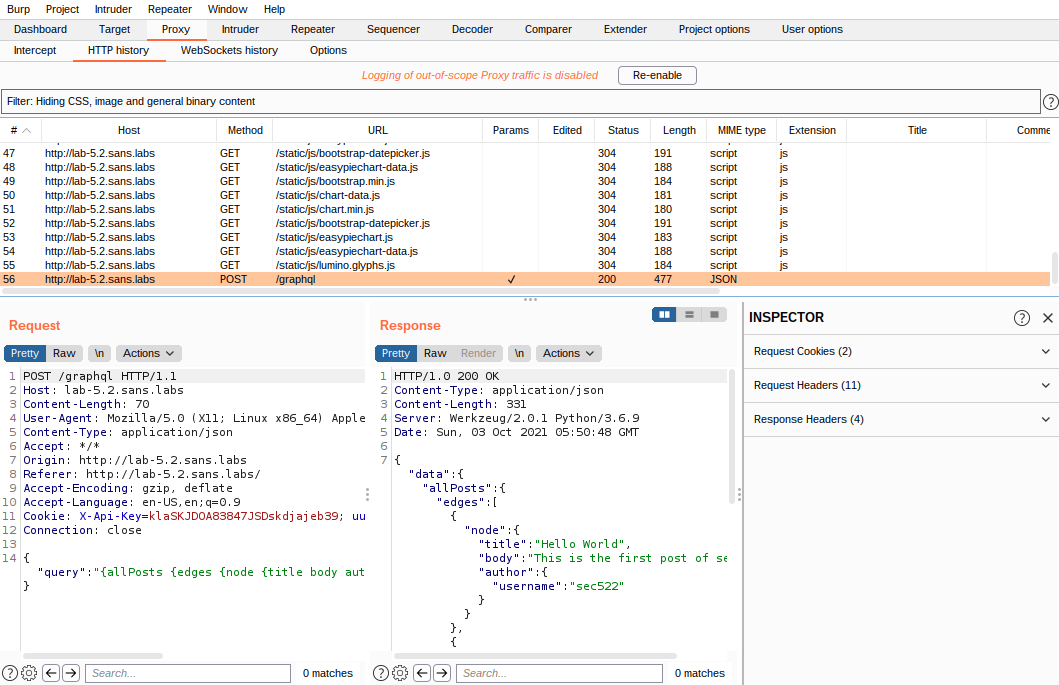 Burp Project Intruder Repeater Window Help
Dashboard Target Proxy Intruder Repeater Sequencer Decoder Comparer Extender Project options User options
Intercept HTTP history WebSockets history Options
Logging of out-of-scope Proxy traffic is disabled Re-enable
Filter: Hiding CSS, image and general binary content ?
# Host Method URL Params Edited Status Length MIME type Extension Title Comme
47 http://lab-5.2.sans.labs GET /static/js/bootstrap-datepicker.js 304 191 script js
48 http://lab-5.2.sans.labs GET /static/js/easypiechart-data.js 304 188 script js
49 http://lab-5.2.sans.labs GET /static/js/bootstrap.min.js 304 184 script js
50 http://lab-5.2.sans.labs GET /static/js/chart-data.js 304 181 script js
51 http://lab-5.2.sans.labs GET /static/js/chart.min.js 304 180 script js
52 http://lab-5.2.sans.labs GET /static/js/bootstrap-datepicker.js 304 191 script js
53 http://lab-5.2.sans.labs GET /static/js/easypiechart.js 304 183 script js
54 http://lab-5.2.sans.labs GET /static/js/easypiechart-data.js 304 188 script js
55 http://lab-5.2.sans.labs GET /static/js/lumino.glyphs.js 304 184 script js
56 http://lab-5.2.sans.labs POST /graphql ✓ 200 477 JSON
Request
Pretty Raw \n Actions
1 POST /graphql HTTP/1.1
2 Host: lab-5.2.sans.labs
3 Content-Length: 70
4 User-Agent: Mozilla/5.0 (X11; Linux x86_64) Apple
5 Content-Type: application/json
6 Accept: */*
7 Origin: http://lab-5.2.sans.labs
8 Referer: http://lab-5.2.sans.labs/
9 Accept-Encoding: gzip, deflate
10 Accept-Language: en-US,en;q=0.9
11 Cookie: X-Api-Key=klaSKJDOA83847JSDskdjajeb39; uu
12 Connection: close
13
14 {
"query":"{allPosts {edges {node {title body aut
}
? Search... 0 matches
Response
Pretty Raw Render \n Actions
1 HTTP/1.0 200 OK
2 Content-Type: application/json
3 Content-Length: 331
4 Server: Werkzeug/2.0.1 Python/3.6.9
5 Date: Sun, 03 Oct 2021 05:50:48 GMT
6
7 {
"data":{
"allPosts":{
"edges":[
{
"node":{
"title":"Hello World",
"body":"This is the first post of se
"author":{
"username":"sec522"
}
}
},
{
? Search... 0 matches
INSPECTOR ?
Request Cookies (2)
Request Headers (11)
Response Headers (4)